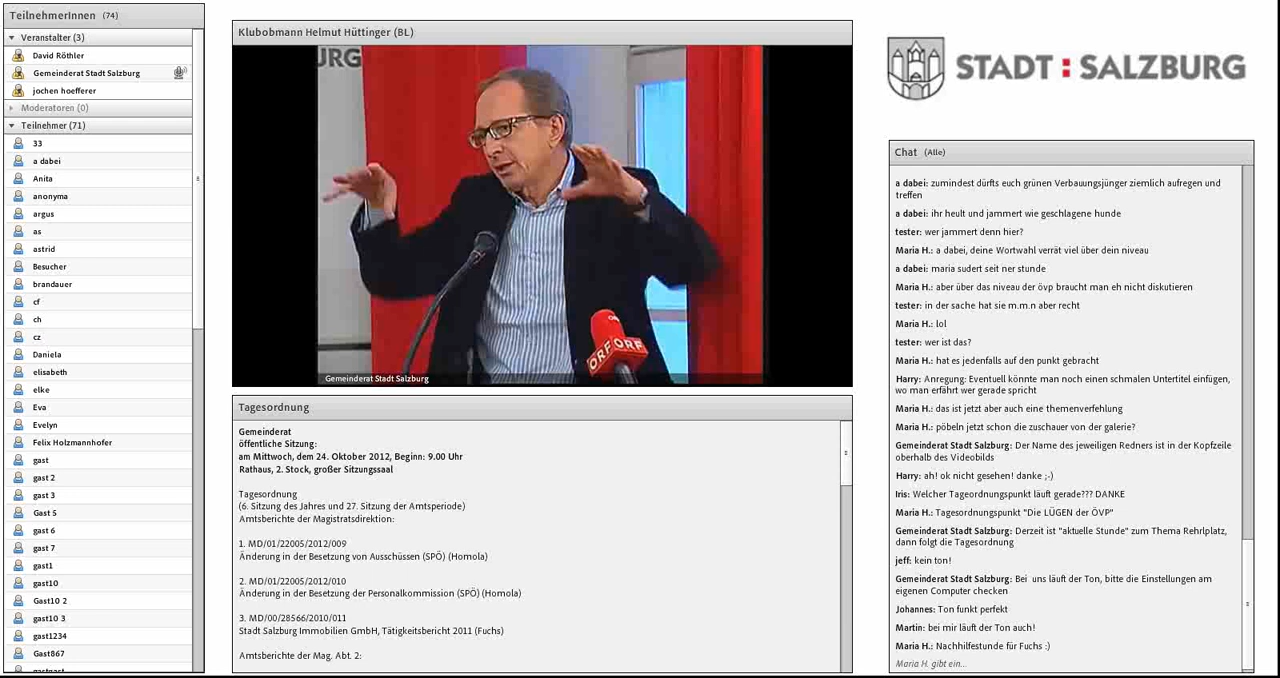 TeilnehmerInnen (74)
Veranstalter (3)
David Röthler
Gemeinderat Stadt Salzburg
jochen hoefferer
Moderatoren (0)
Teilnehmer (71)
33
a dabei
Anita
anonyma
argus
as
astrid
Besucher
brandauer
cf
ch
cz
Daniela
elisabeth
elke
Eva
Evelyn
Felix Holzmannhofer
gast
gast 2
gast 3
Gast 5
gast 6
gast 7
gast1
gast10
Gast10 2
gast10 3
gast1234
Gast867
gastgast
Klubobmann Helmut Hüttinger (BL)
URG
ORF ORF
Gemeinderat Stadt Salzburg
Tagesordnung
Gemeinderat
öffentliche Sitzung:
am Mittwoch, dem 24. Oktober 2012, Beginn: 9.00 Uhr
Rathaus, 2. Stock, großer Sitzungssaal
Tagesordnung
(6. Sitzung des Jahres und 27. Sitzung der Amtsperiode)
Amtsberichte der Magistratsdirektion:
1. MD/01/22005/2012/009
Änderung in der Besetzung von Ausschüssen (SPÖ) (Homola)
2. MD/01/22005/2012/010
Änderung in der Besetzung der Personalkommission (SPÖ) (Homola)
3. MD/00/28566/2010/011
Stadt Salzburg Immobilien GmbH, Tätigkeitsbericht 2011 (Fuchs)
Amtsberichte der Mag. Abt. 2:
STADT : SALZBURG
Chat (Alle)
a dabei: zumindest dürfts euch grünen Verbauungsjünger ziemlich aufregen und
treffen
a dabei: ihr heult und jammert wie geschlagene hunde
tester: wer jammert denn hier?
Maria H.: a dabei, deine Wortwahl verrät viel über dein niveau
a dabei: maria sudert seit ner stunde
Maria H.: aber über das niveau der övp braucht man eh nicht diskutieren
tester: in der sache hat sie m.m.n aber recht
Maria H.: lol
tester: wer ist das?
Maria H.: hat es jedenfalls auf den punkt gebracht
Harry: Anregung: Eventuell könnte man noch einen schmalen Untertitel einfügen,
wo man erfährt wer gerade spricht
Maria H.: das ist jetzt aber auch eine themenverfehlung
Maria H.: pöbeln jetzt schon die zuschauer von der galerie?
Gemeinderat Stadt Salzburg: Der Name des jeweiligen Redners ist in der Kopfzeile
oberhalb des Videobilds
Harry: ah! ok nicht gesehen! danke ;-)
Iris: Welcher Tageordnungspunkt läuft gerade??? DANKE
Maria H.: Tagesordnungspunkt "Die LÜGEN der ÖVP"
Gemeinderat Stadt Salzburg: Derzeit ist "aktuelle Stunde" zum Thema Rehrlplatz,
dann folgt die Tagesordnung
jeff: kein ton!
Gemeinderat Stadt Salzburg: Bei uns läuft der Ton, bitte die Einstellungen am
eigenen Computer checken
Johannes: Ton funkt perfekt
Martin: bei mir läuft der Ton auch!
Maria H.: Nachhilfestunde für Fuchs :)
Maria H. gibt ein...